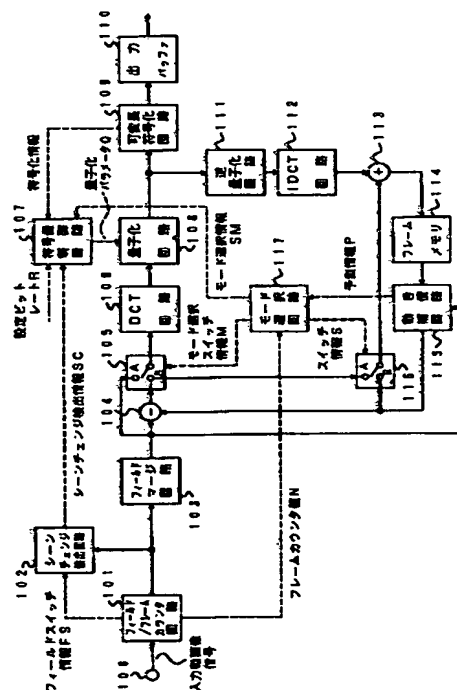 110
出力
バッファ
109
可変長
符号化
回路
符号化情報
量子化
パラメータQ
107
符号量
制御
回路
設定ビット
レートR
量子化
108
モード選択情報
SM
DCT
回路
106
105
A
モード選択
スイッチ
情報M
104
−
フィールド
マージ
回路
103
シーンチェンジ検出情報SC
102
シーン
チェンジ
検出回路
フィールドスイッチ
情報FS
101
フィールド
/フレーム
カウンタ
回路
100
入力動画像
信号
フレームカウンタ値N
117
モード
選択
回路
予測情報P
スイッチ
情報S
A
116
111
逆
量子化
回路
112
IDCT
回路
113
+
114
フレーム
メモリ
動き補償
回路
115